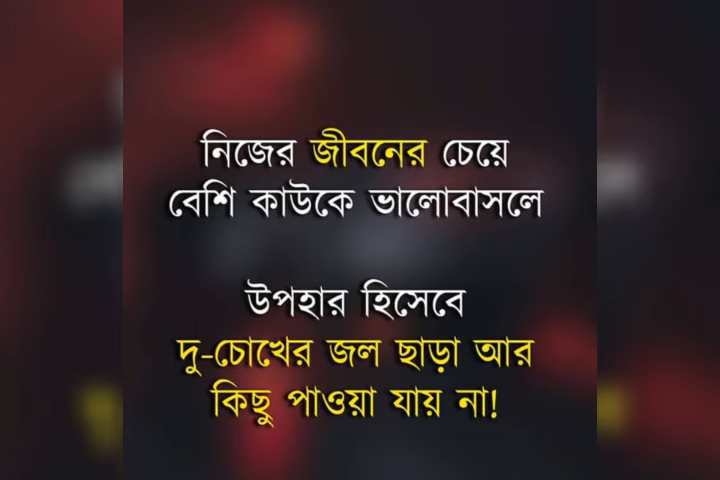 নিজের জীবনের চেয়ে
বেশি কাউকে ভালোবাসলে
উপহার হিসেবে
দু-চোখের জল ছাড়া আর
কিছু পাওয়া যায় না!